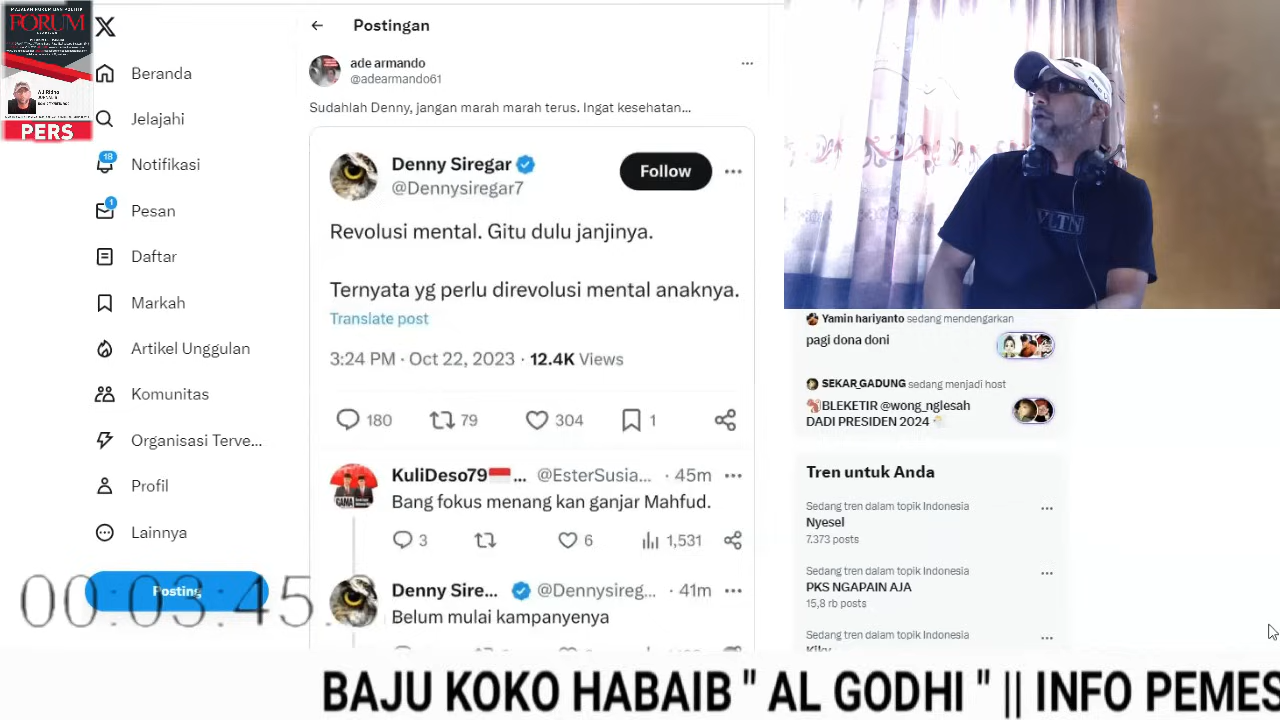 MAJALAH HUKUM DAN POLITIK
FORUM
PERS
Beranda
Jelajahi
18
Notifikasi
1
Pesan
Daftar
Markah
Artikel Unggulan
Komunitas
Organisasi Terve...
Profil
Lainnya
Posting
00:03:45
Postingan
ade armando
@adearmando61
Sudahlah Denny, jangan marah marah terus. Ingat kesehatan...
Denny Siregar
@Dennysiregar7
Follow
Revolusi mental. Gitu dulu janjinya.
Ternyata yg perlu direvolusi mental anaknya.
Translate post
3:24 PM · Oct 22, 2023 · 12.4K Views
180 79 304 1
KuliDeso79 ... @EsterSusia... · 45m
Bang fokus menang kan ganjar Mahfud.
3 6 1,531
Denny Sire... @Dennysireg... · 41m
Belum mulai kampanyenya
VLTN
Yamin hariyanto sedang mendengarkan
pagi dona doni
SEKAR_GADUNG sedang menjadi host
BLEKETIR @wong_nglesah
DADI PRESIDEN 2024
Tren untuk Anda
Sedang tren dalam topik Indonesia
Nyesel
7.373 posts
Sedang tren dalam topik Indonesia
PKS NGAPAIN AJA
15,8 rb posts
Sedang tren dalam topik Indonesia
BAJU KOKO HABAIB " AL GODHI " || INFO PEMES